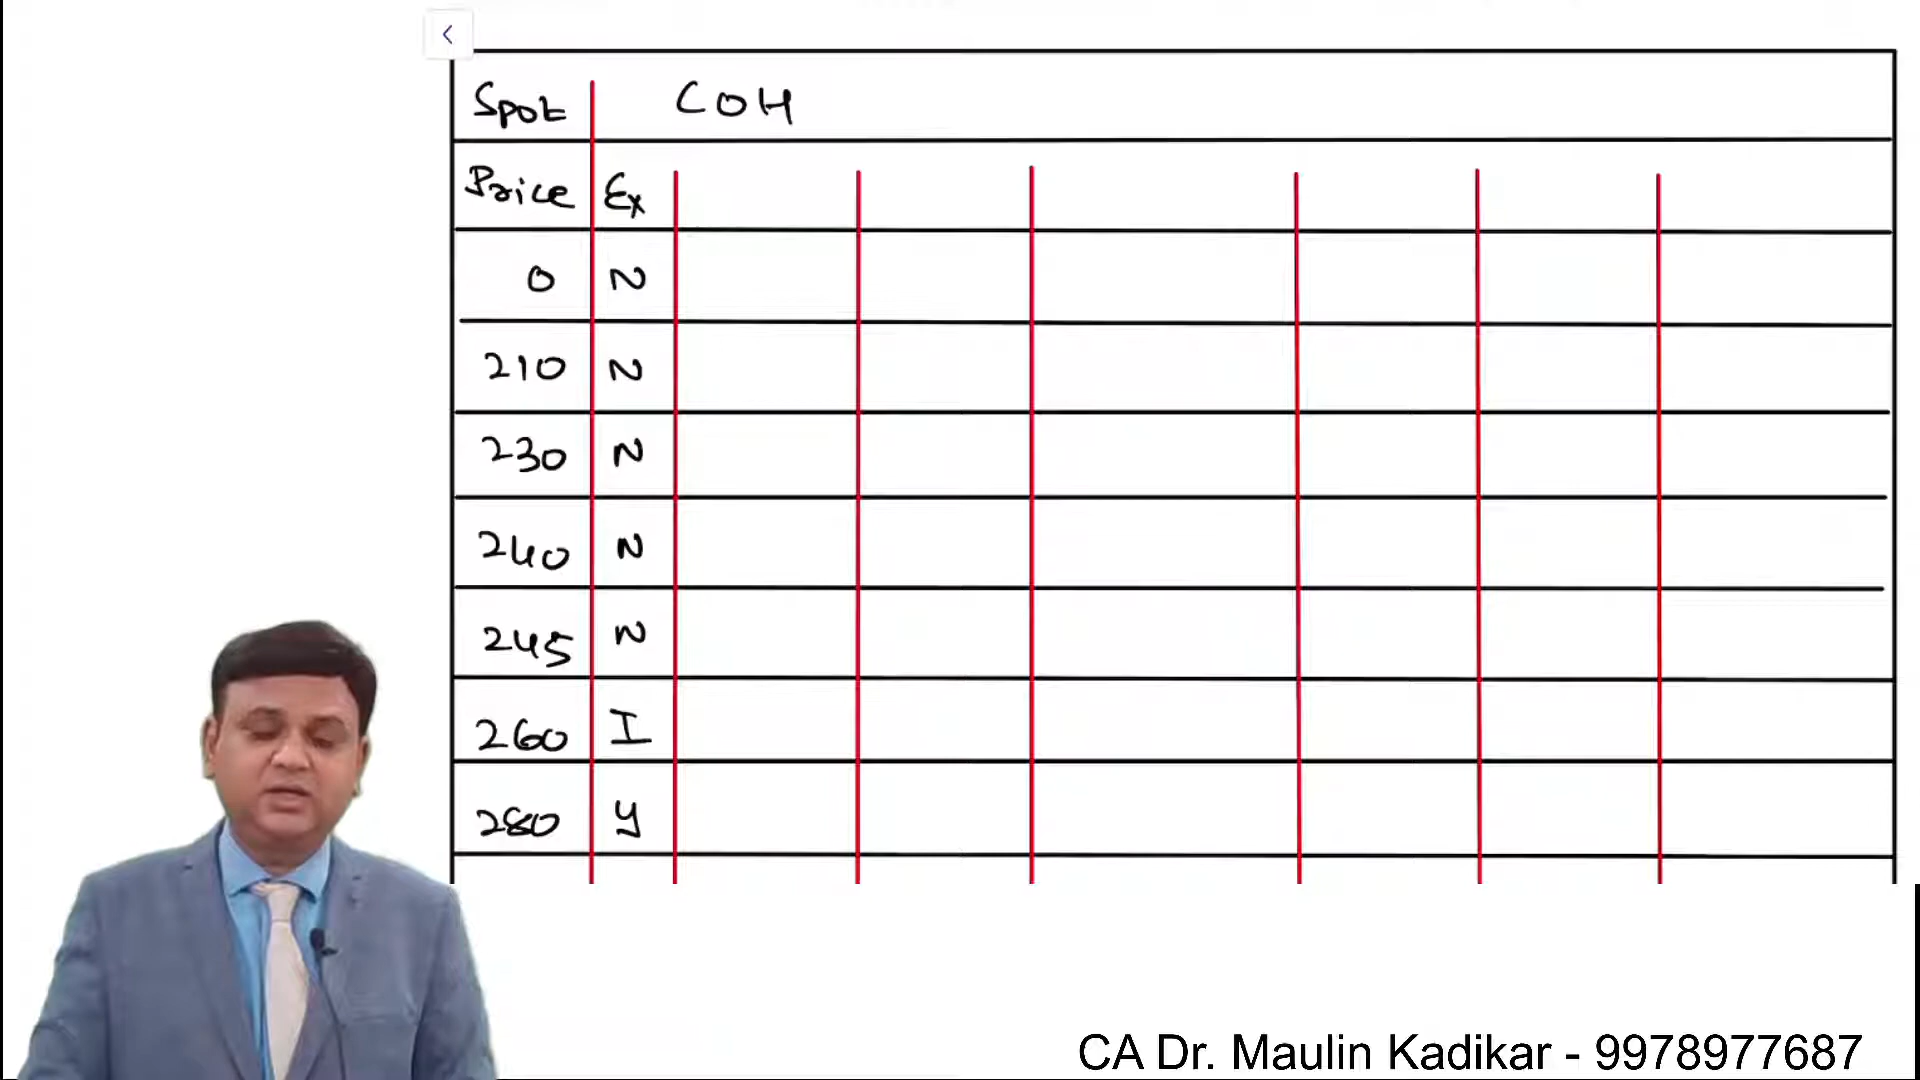 Spot COH
Price Ex
0 N
210 N
230 N
240 N
245 N
260 I
280 Y
CA Dr. Maulin Kadikar - 9978977687